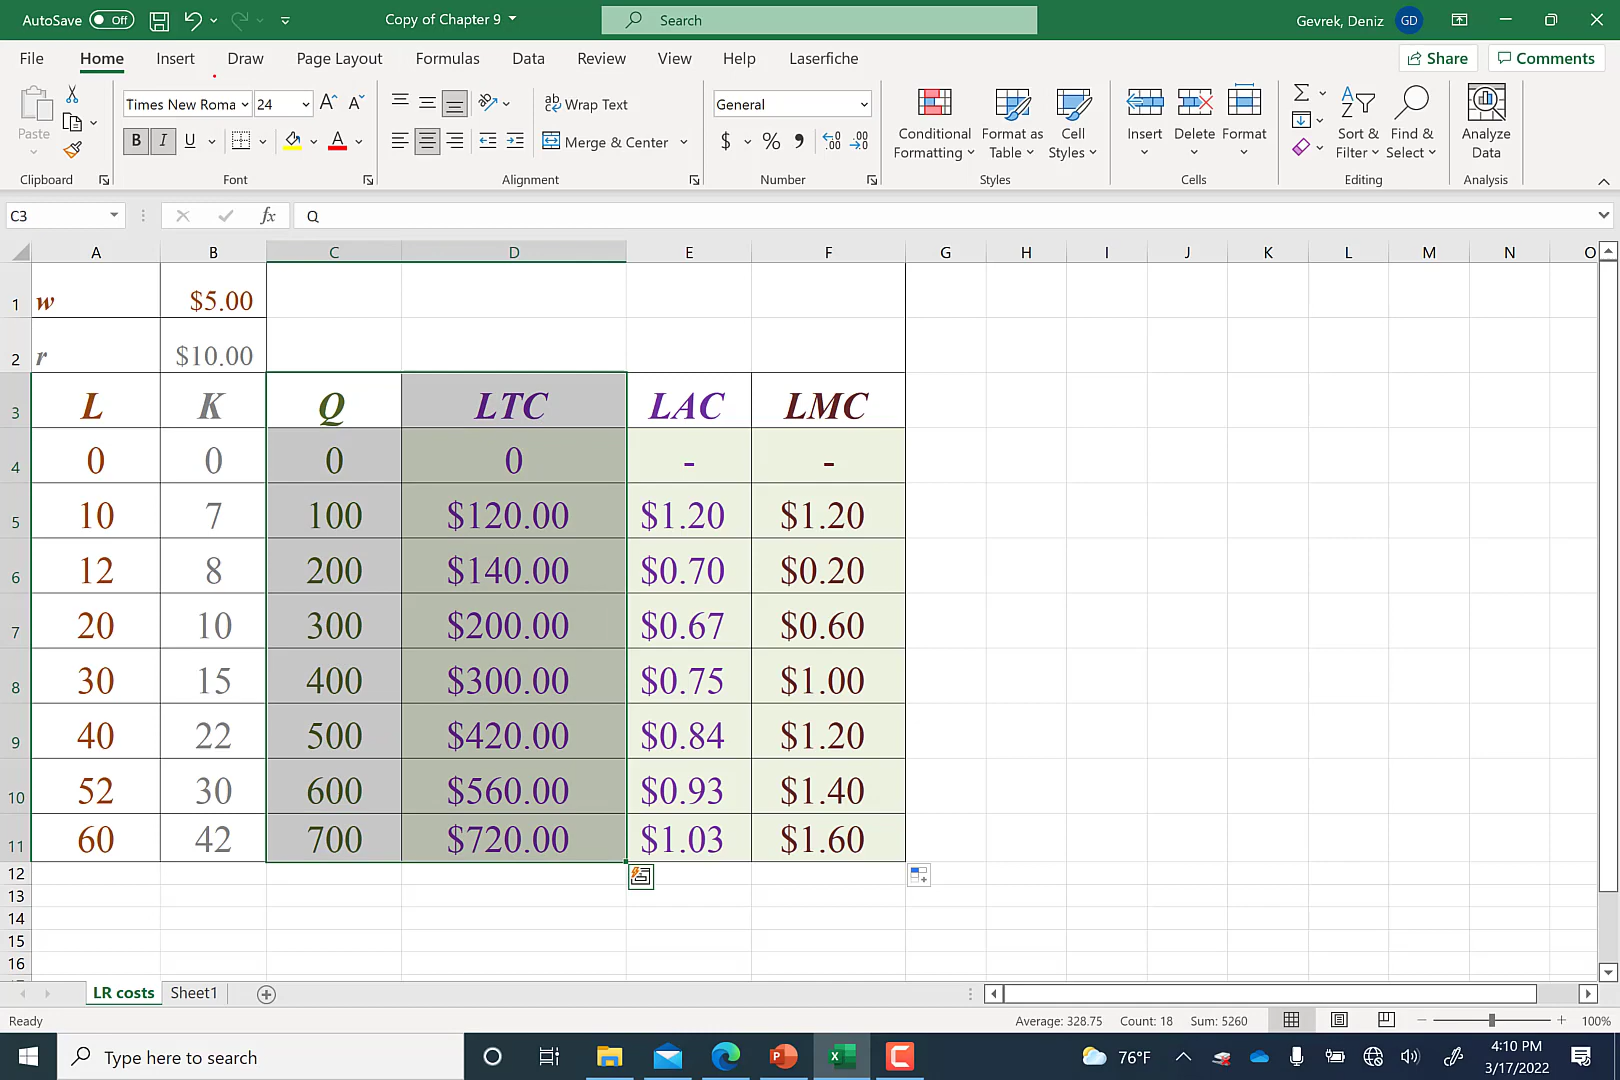 AutoSave Off Copy of Chapter 9 Search Gevrek, Deniz GD
File Home Insert Draw Page Layout Formulas Data Review View Help Laserfiche Share Comments
Paste Times New Roma 24 Wrap Text General Conditional Formatting Format as Table Cell Styles Insert Delete Format Sort & Filter Find & Select Analyze Data
B I U Merge & Center $ % 9
Clipboard Font Alignment Number Styles Cells Editing Analysis
C3 fx Q
A B C D E F G H I J K L M N O
1 w $5.00
2 r $10.00
3 L K Q LTC LAC LMC
4 0 0 0 0 - -
5 10 7 100 $120.00 $1.20 $1.20
6 12 8 200 $140.00 $0.70 $0.20
7 20 10 300 $200.00 $0.67 $0.60
8 30 15 400 $300.00 $0.75 $1.00
9 40 22 500 $420.00 $0.84 $1.20
10 52 30 600 $560.00 $0.93 $1.40
11 60 42 700 $720.00 $1.03 $1.60
12
13
14
15
16
LR costs Sheet1
Ready Average: 328.75 Count: 18 Sum: 5260 100%
Type here to search 76°F 4:10 PM
3/17/2022